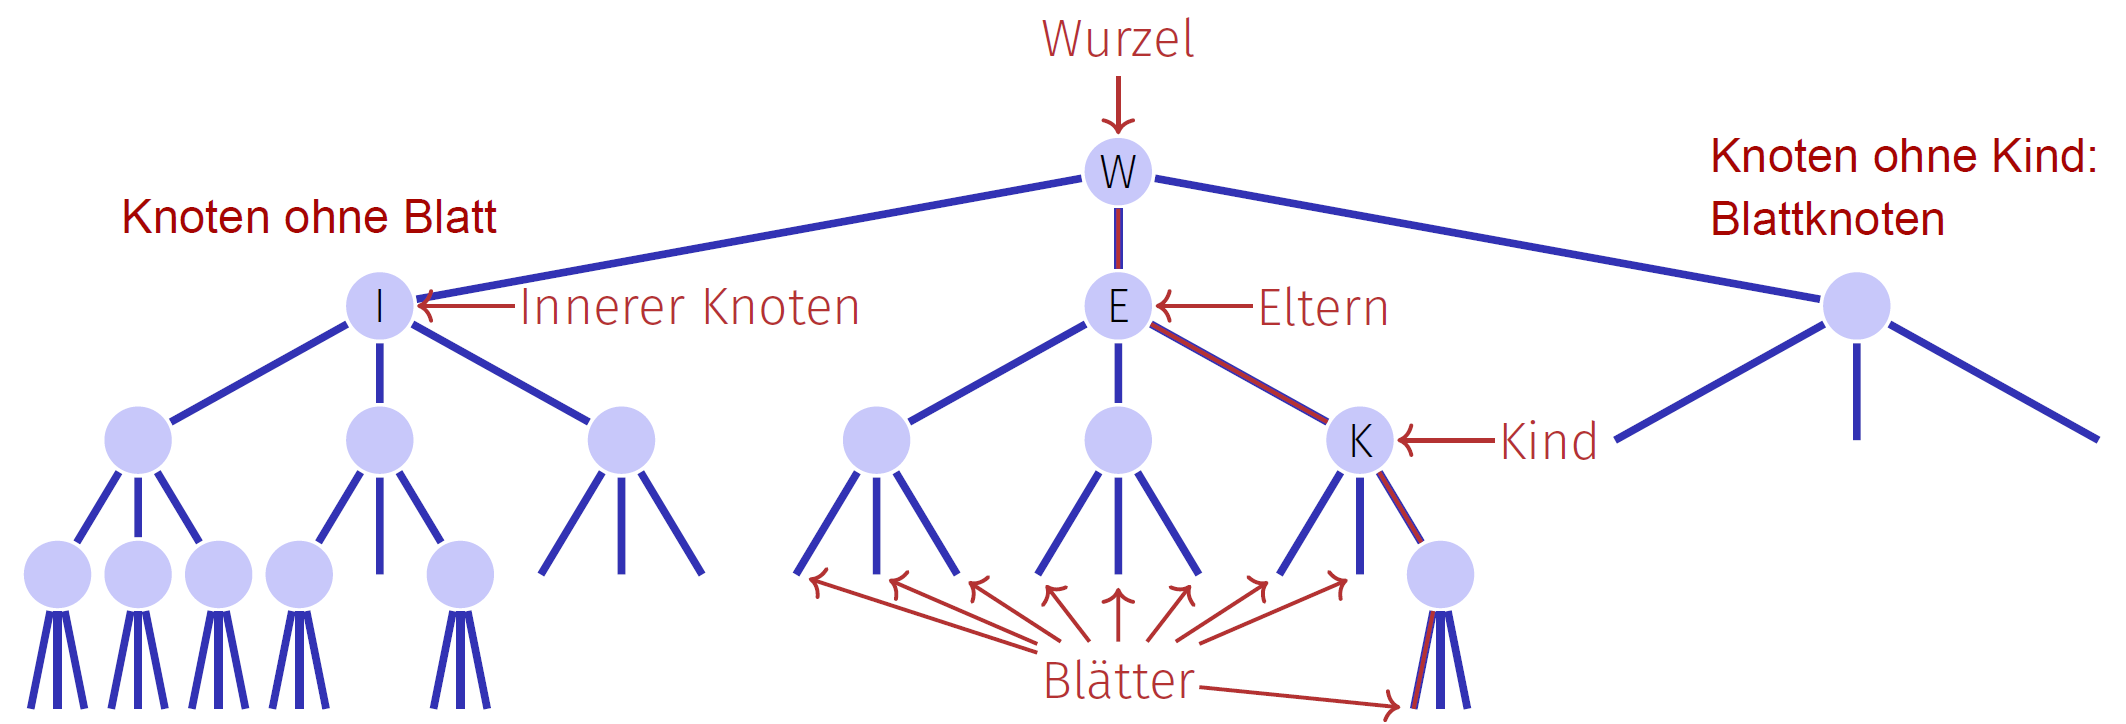 Wurzel
W
Knoten ohne Kind:
Blattknoten
Knoten ohne Blatt
I
Innerer Knoten
E
Eltern
K
Kind
Blätter